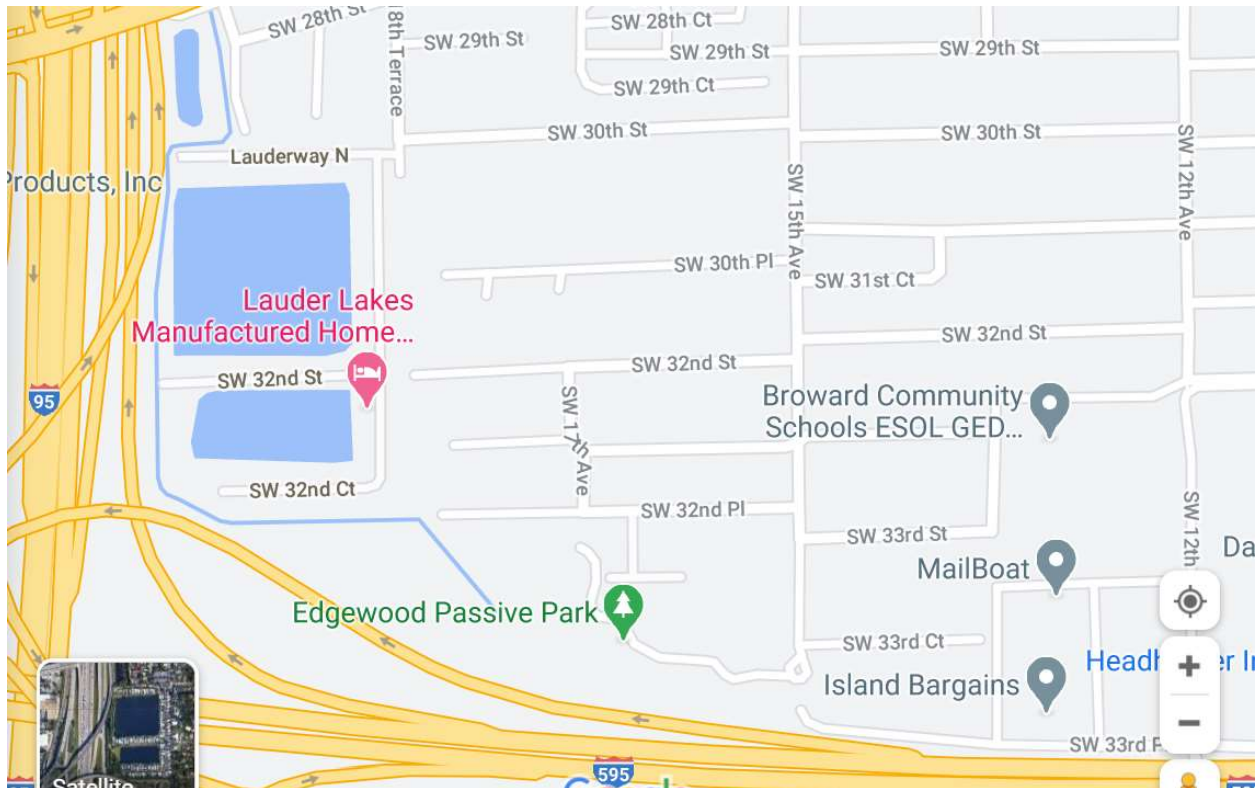 SW 28th St
SW 28th Ct
18th Terrace
SW 29th St
SW 29th St
SW 29th St
SW 29th Ct
SW 30th St
SW 30th St
SW 12th Ave
Lauderway N
Products, Inc
SW 15th Ave
SW 30th Pl
SW 31st Ct
Lauder Lakes
Manufactured Home...
SW 32nd St
SW 32nd St
SW 32nd St
95
Broward Community
Schools ESOL GED...
SW 17th Ave
SW 32nd Ct
SW 32nd Pl
SW 33rd St
SW 12th
Da
MailBoat
Edgewood Passive Park
SW 33rd Ct
Island Bargains
SW 33rd
595
Satellite